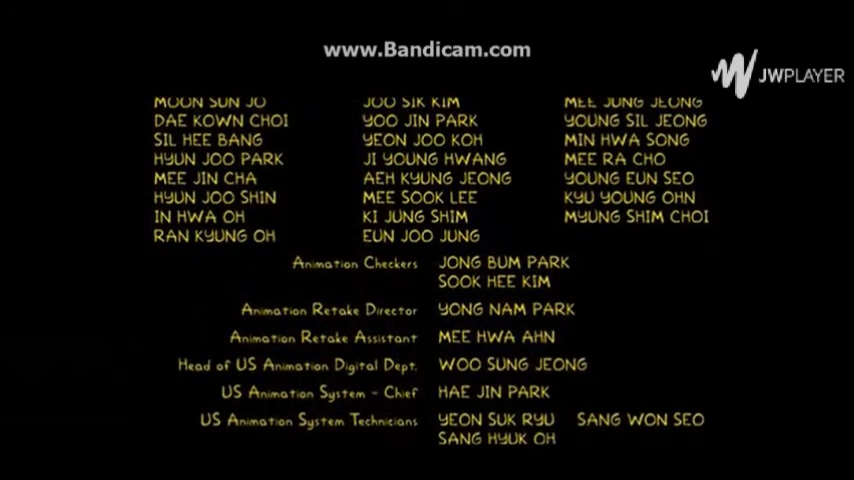 www.Bandicam.com
JWPLAYER
MOON SUN JO JOO SIK KIM MEE JUNG JEONG
DAE KOWN CHOI YOO JIN PARK YOUNG SIL JEONG
SIL HEE BANG YEON JOO KOH MIN HWA SONG
HYUN JOO PARK JI YOUNG HWANG MEE RA CHO
MEE JIN CHA AEH KYUNG JEONG YOUNG EUN SEO
HYUN JOO SHIN MEE SOOK LEE KYU YOUNG OHN
IN HWA OH KI JUNG SHIM MYUNG SHIM CHOI
RAN KYUNG OH EUN JOO JUNG
Animation Checkers JONG BUM PARK
SOOK HEE KIM
Animation Retake Director YONG NAM PARK
Animation Retake Assistant MEE HWA AHN
Head of US Animation Digital Dept. WOO SUNG JEONG
US Animation System - Chief HAE JIN PARK
US Animation System Technicians YEON SUK RYU SANG WON SEO
SANG HYUK OH